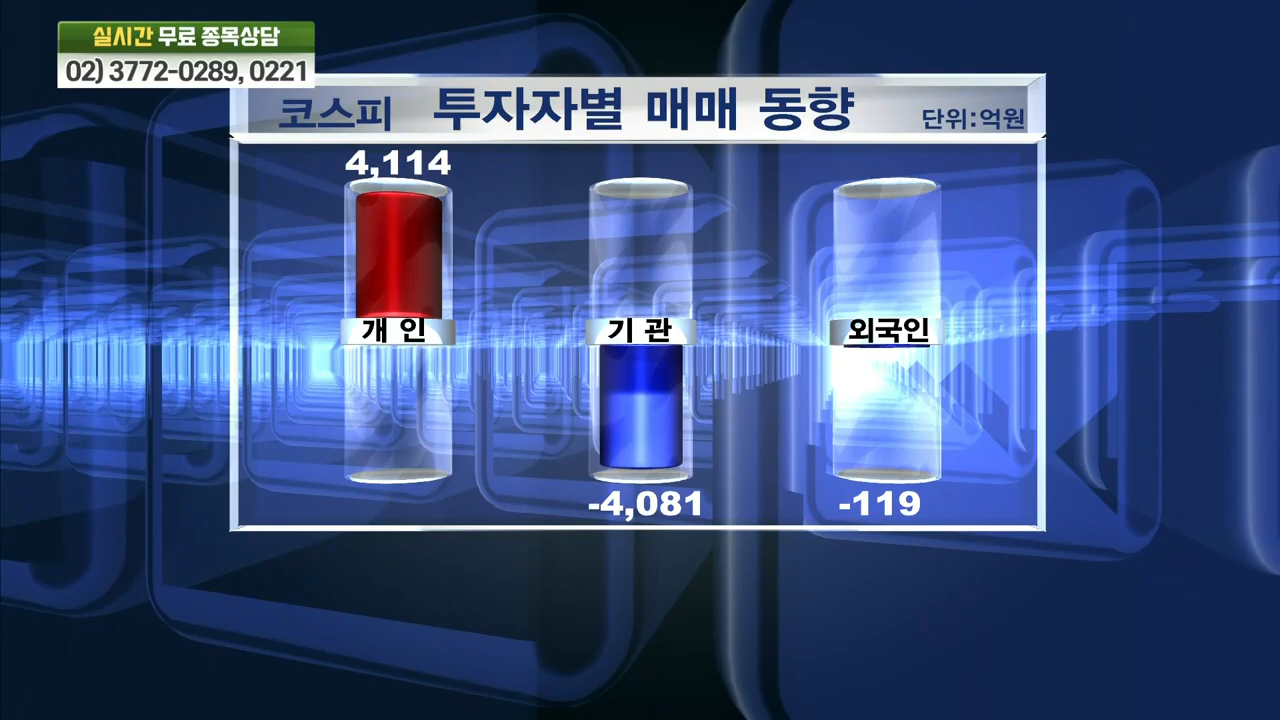 실시간 무료 종목상담
02) 3772-0289, 0221
코스피 투자자별 매매 동향 단위:억원
4,114
개 인 기 관 외국인
-4,081 -119